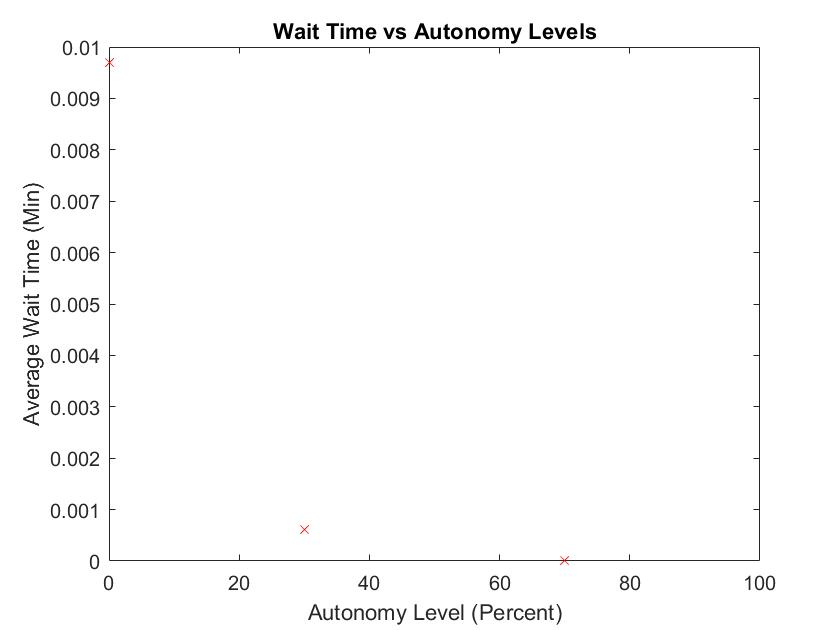 Wait Time vs Autonomy Levels
0.01
0.009
0.008
0.007
0.006
0.005
0.004
0.003
0.002
0.001
0
Average Wait Time (Min)
0 20 40 60 80 100
Autonomy Level (Percent)